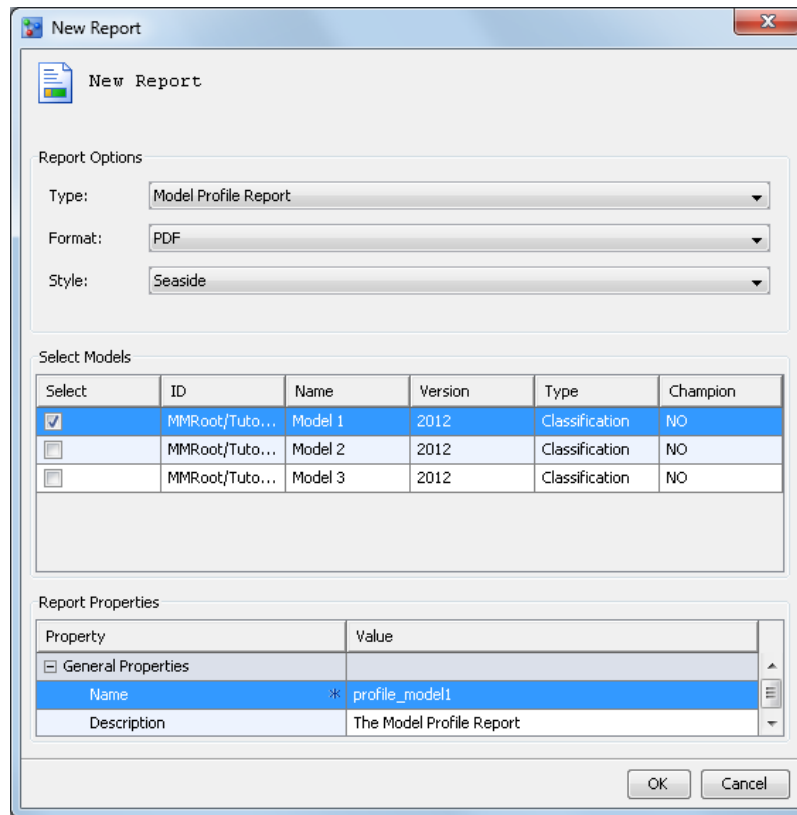 New Report
New Report
Report Options
Type: Model Profile Report
Format: PDF
Style: Seaside
Select Models
Select ID Name Version Type Champion
MMRoot/Tuto... Model 1 2012 Classification NO
MMRoot/Tuto... Model 2 2012 Classification NO
MMRoot/Tuto... Model 3 2012 Classification NO
Report Properties
Property Value
General Properties
Name * profile_model1
Description The Model Profile Report
OK Cancel